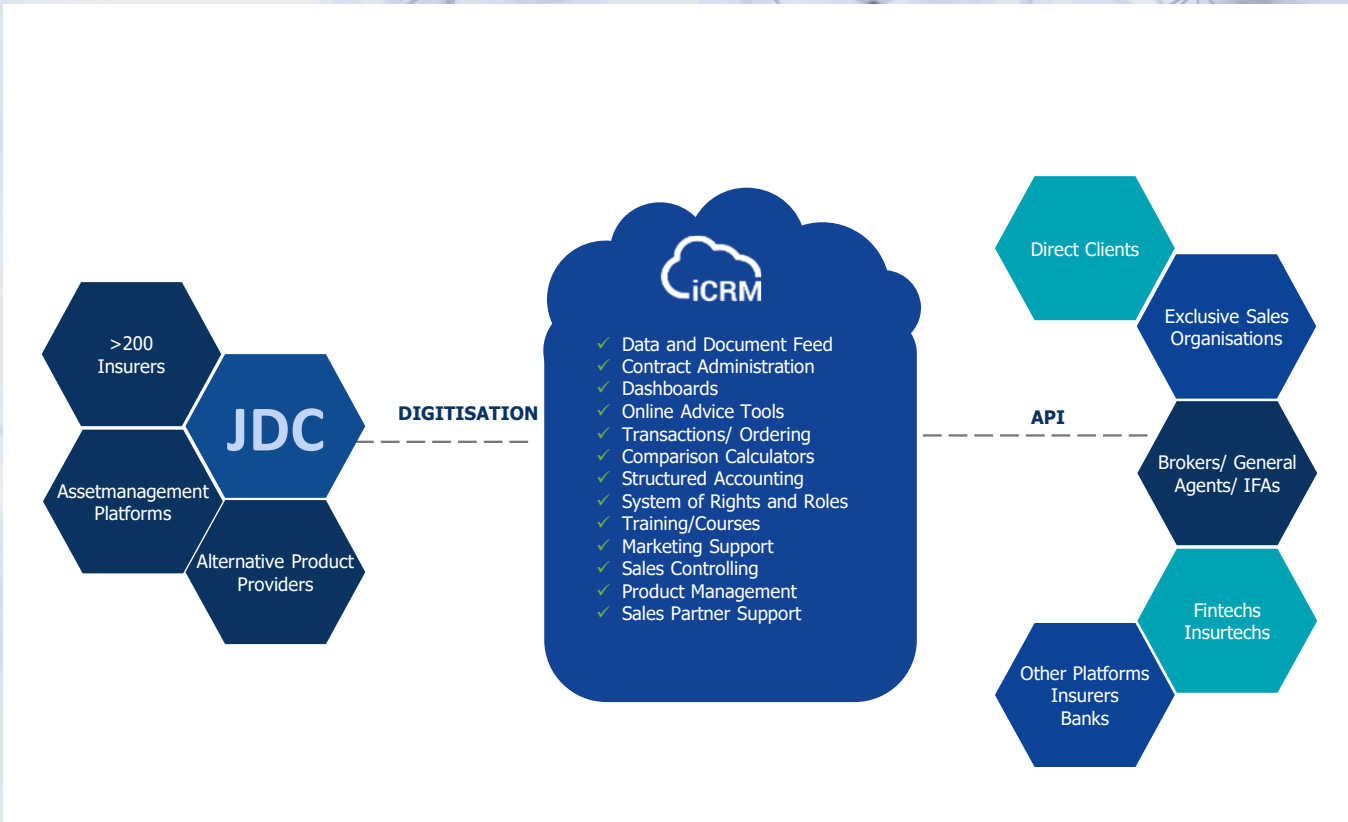 >200
Insurers
JDC
Assetmanagement
Platforms
Alternative Product
Providers
DIGITISATION
iCRM
Data and Document Feed
Contract Administration
Dashboards
Online Advice Tools
Transactions/ Ordering
Comparison Calculators
Structured Accounting
System of Rights and Roles
Training/Courses
Marketing Support
Sales Controlling
Product Management
Sales Partner Support
API
Direct Clients
Exclusive Sales
Organisations
Brokers/ General
Agents/ IFAs
Fintechs
Insurtechs
Other Platforms
Insurers
Banks